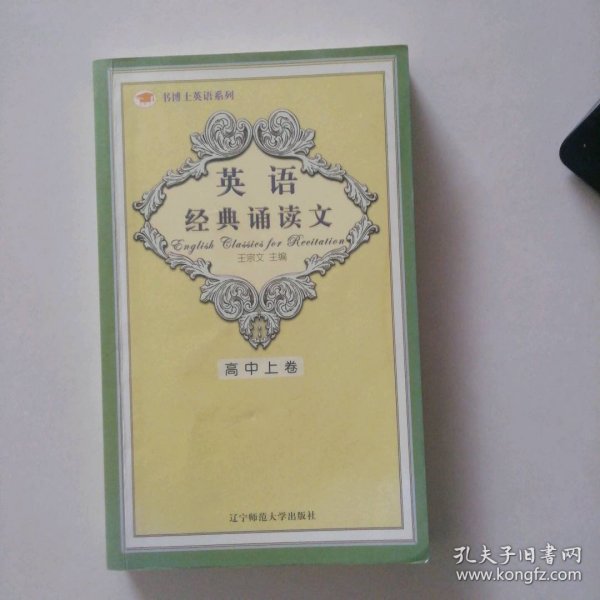 书博士英语系列
英语
经典诵读文
English Classics for Recitation
王宗文 主编
高中上卷
辽宁师范大学出版社
孔夫子旧书网
www.kongfz.com